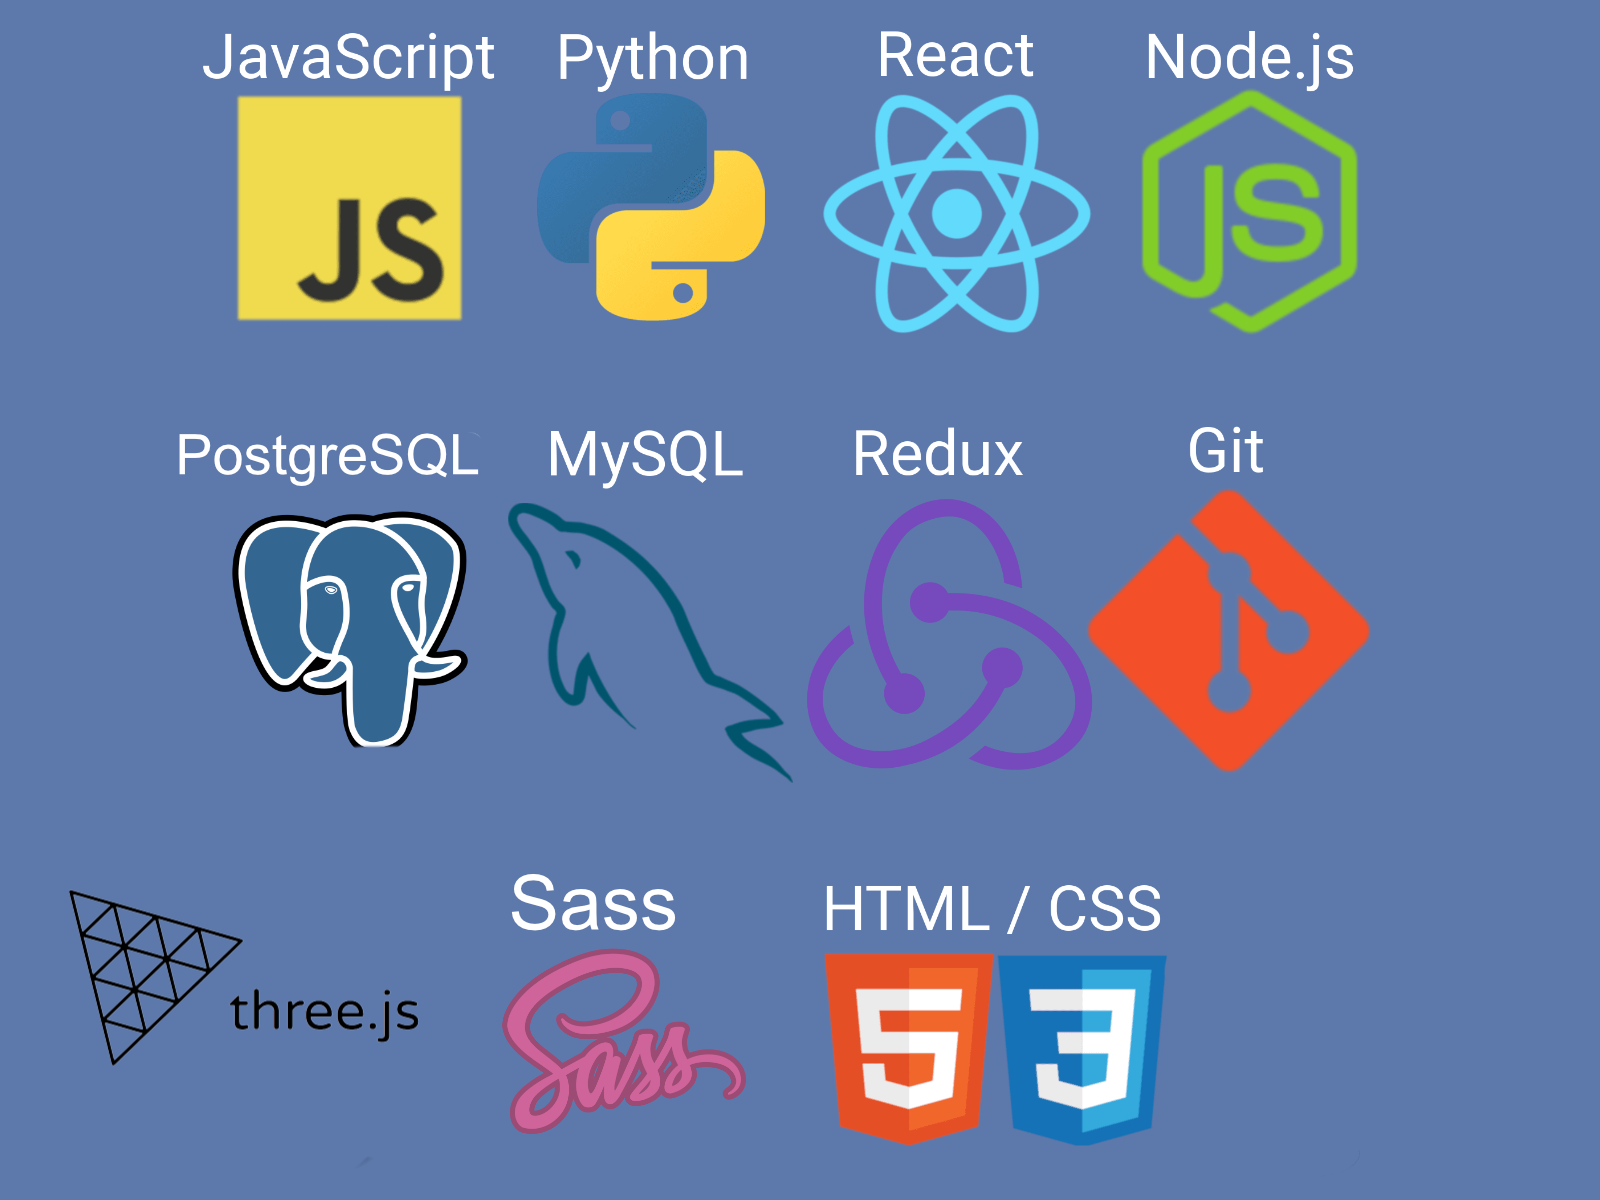 JavaScript
Python
React
Node.js
JS
JS
PostgreSQL
MySQL
Redux
Git
three.js
Sass
HTML / CSS
Sass
5
3